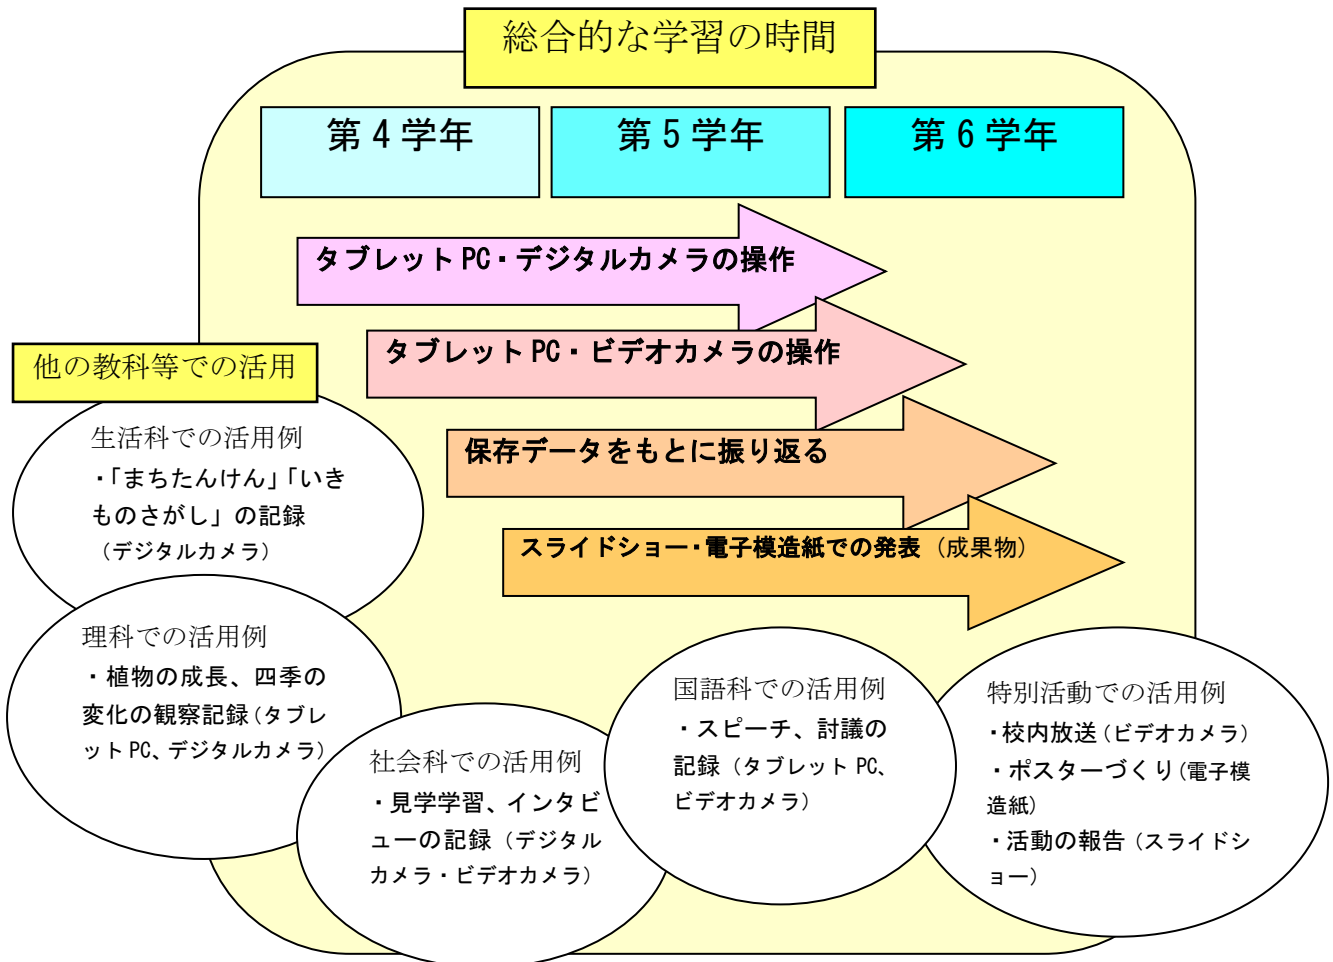 総合的な学習の時間
第4学年
第5学年
第6学年
タブレットPC・デジタルカメラの操作
タブレットPC・ビデオカメラの操作
保存データをもとに振り返る
スライドショー・電子模造紙での発表（成果物）
他の教科等での活用
生活科での活用例
・「まちたんけん」「いき
ものさがし」の記録
（デジタルカメラ）
理科での活用例
・植物の成長、四季の
変化の観察記録（タブレ
ットPC、デジタルカメラ）
社会科での活用例
・見学学習、インタビ
ューの記録（デジタル
カメラ・ビデオカメラ）
国語科での活用例
・スピーチ、討議の
記録（タブレットPC、
ビデオカメラ）
特別活動での活用例
・校内放送（ビデオカメラ）
・ポスターづくり（電子模
造紙）
・活動の報告（スライドシ
ョー）